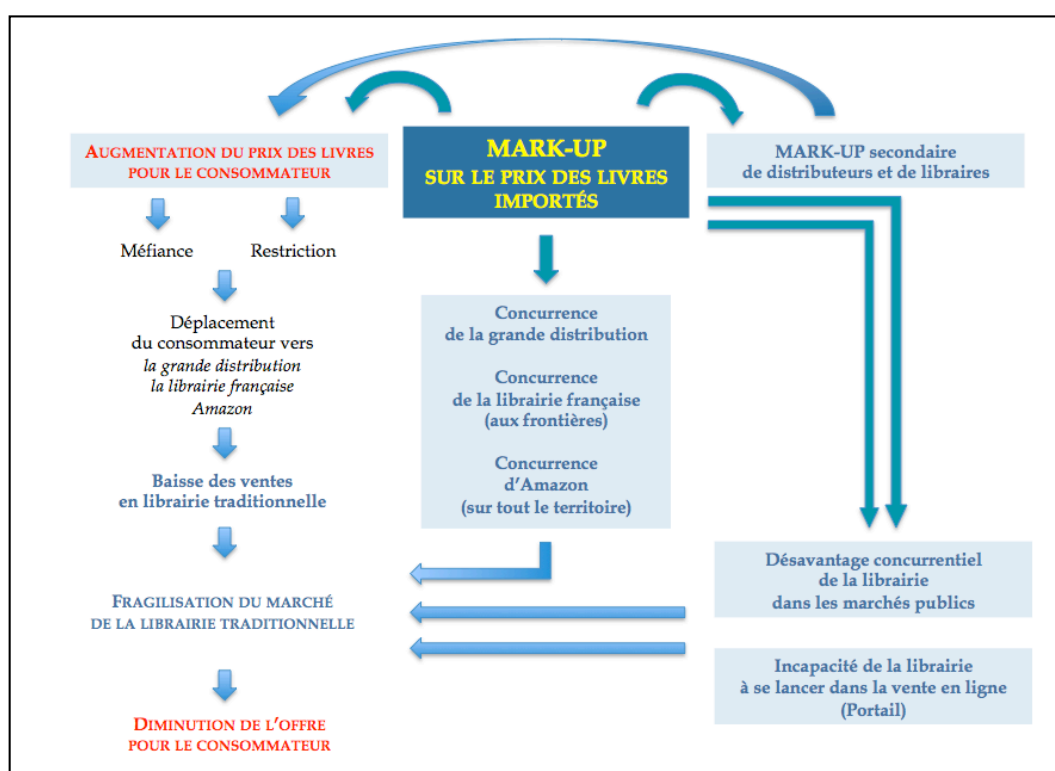 AUGMENTATION DU PRIX DES LIVRES
POUR LE CONSOMMATEUR
MARK-UP
SUR LE PRIX DES LIVRES
IMPORTÉS
MARK-UP secondaire
de distributeurs et de libraires
Méfiance
Restriction
Déplacement
du consommateur vers
la grande distribution
la librairie française
Amazon
Baisse des ventes
en librairie traditionnelle
FRAGILISATION DU MARCHÉ
DE LA LIBRAIRIE TRADITIONNELLE
DIMINUTION DE L'OFFRE
POUR LE CONSOMMATEUR
Concurrence
de la grande distribution
Concurrence
de la librairie française
(aux frontières)
Concurrence
d'Amazon
(sur tout le territoire)
Désavantage concurrentiel
de la librairie
dans les marchés publics
Incapacité de la librairie
à se lancer dans la vente en ligne
(Portail)